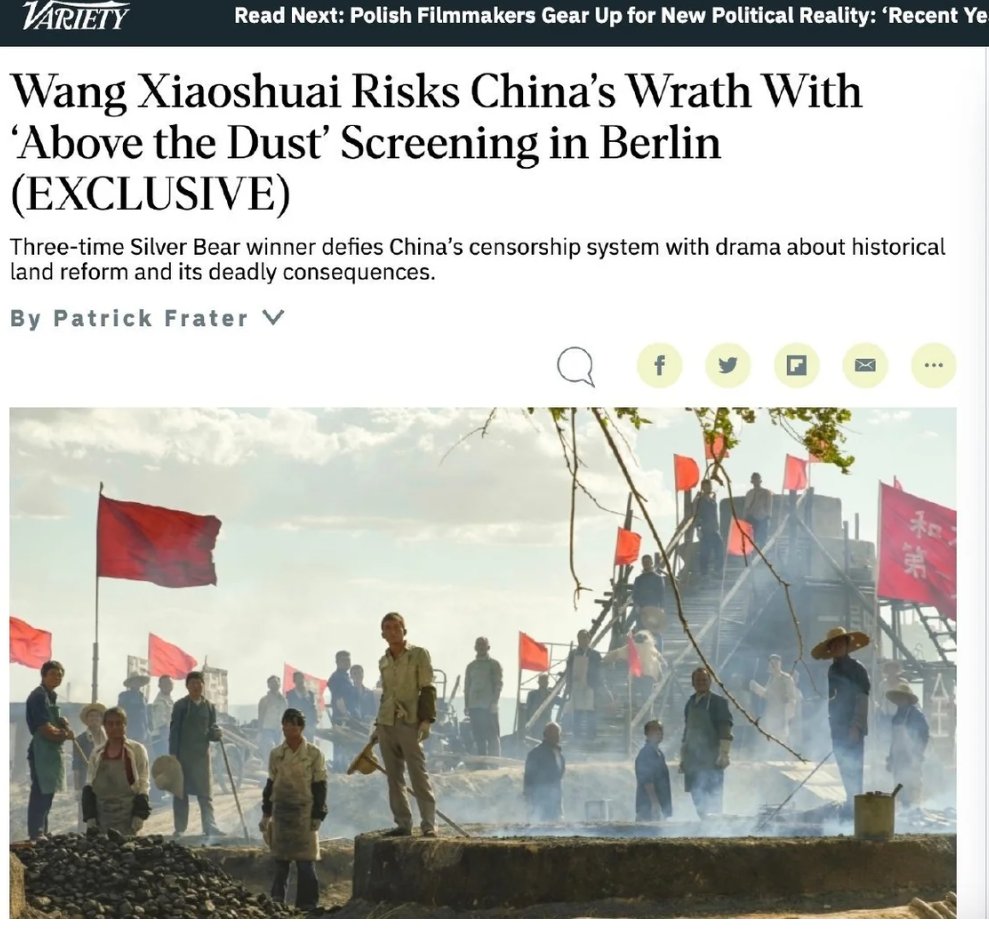 VARIETY
Read Next: Polish Filmmakers Gear Up for New Political Reality: ‘Recent Ye
Wang Xiaoshuai Risks China’s Wrath With
‘Above the Dust’ Screening in Berlin
(EXCLUSIVE)
Three-time Silver Bear winner defies China’s censorship system with drama about historical
land reform and its deadly consequences.
By Patrick Frater